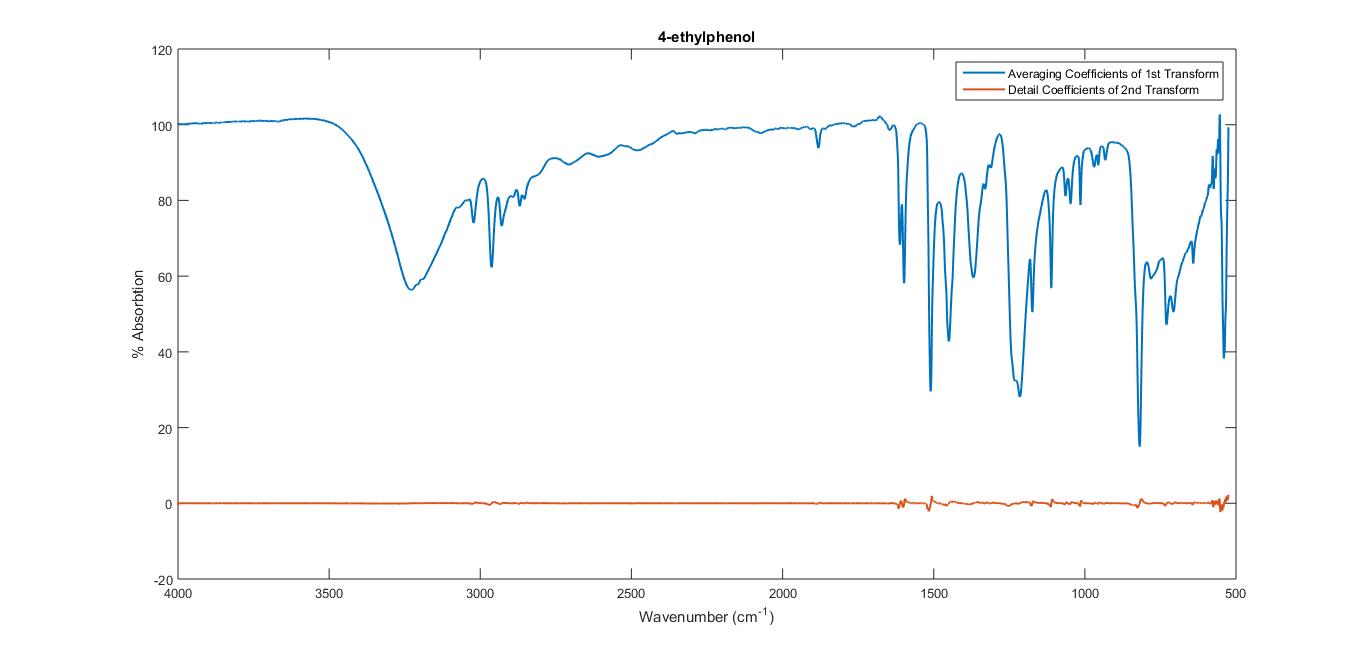 4-ethylphenol
Averaging Coefficients of 1st Transform
Detail Coefficients of 2nd Transform
120
100
80
60
40
20
0
-20
% Absorbtion
4000 3500 3000 2500 2000 1500 1000 500
Wavenumber (cm⁻¹)